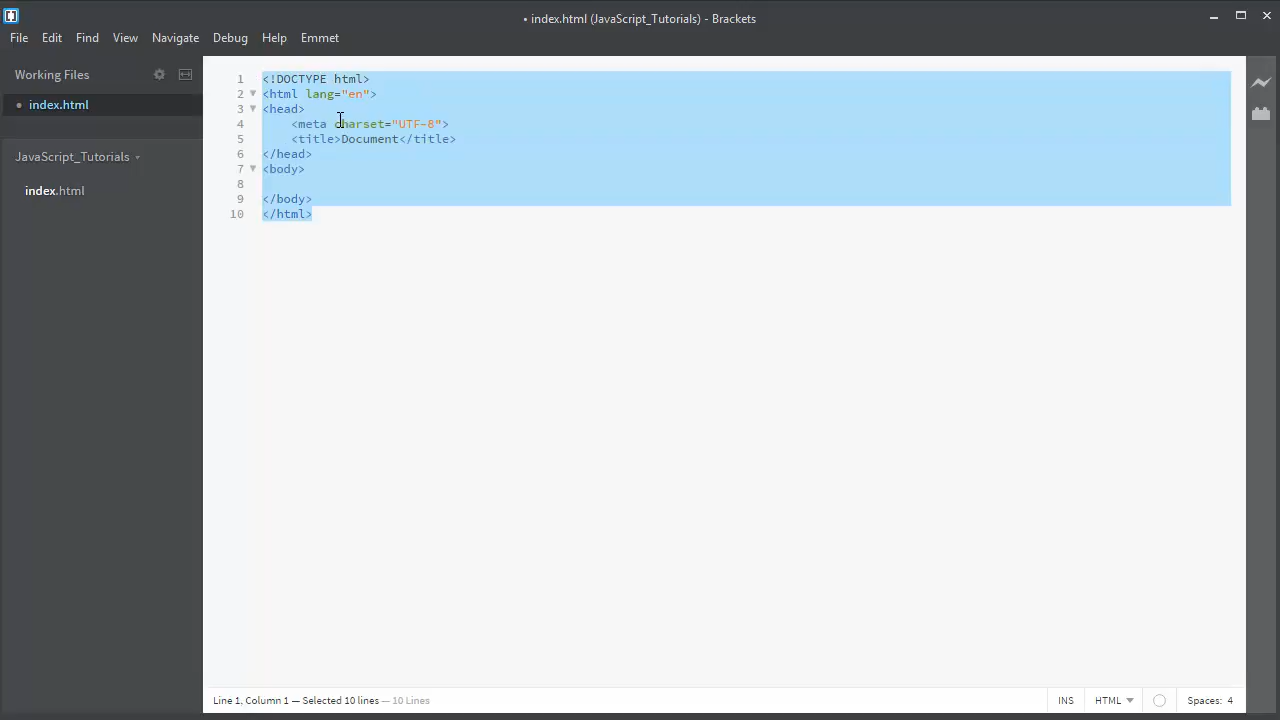 • index.html (JavaScript_Tutorials) - Brackets
File Edit Find View Navigate Debug Help Emmet
Working Files
• index.html
JavaScript_Tutorials
index.html
1 <!DOCTYPE html>
2 <html lang="en">
3 <head>
4 <meta charset="UTF-8">
5 <title>Document</title>
6 </head>
7 <body>
8
9 </body>
10 </html>
Line 1, Column 1 — Selected 10 lines — 10 Lines
INS HTML Spaces: 4